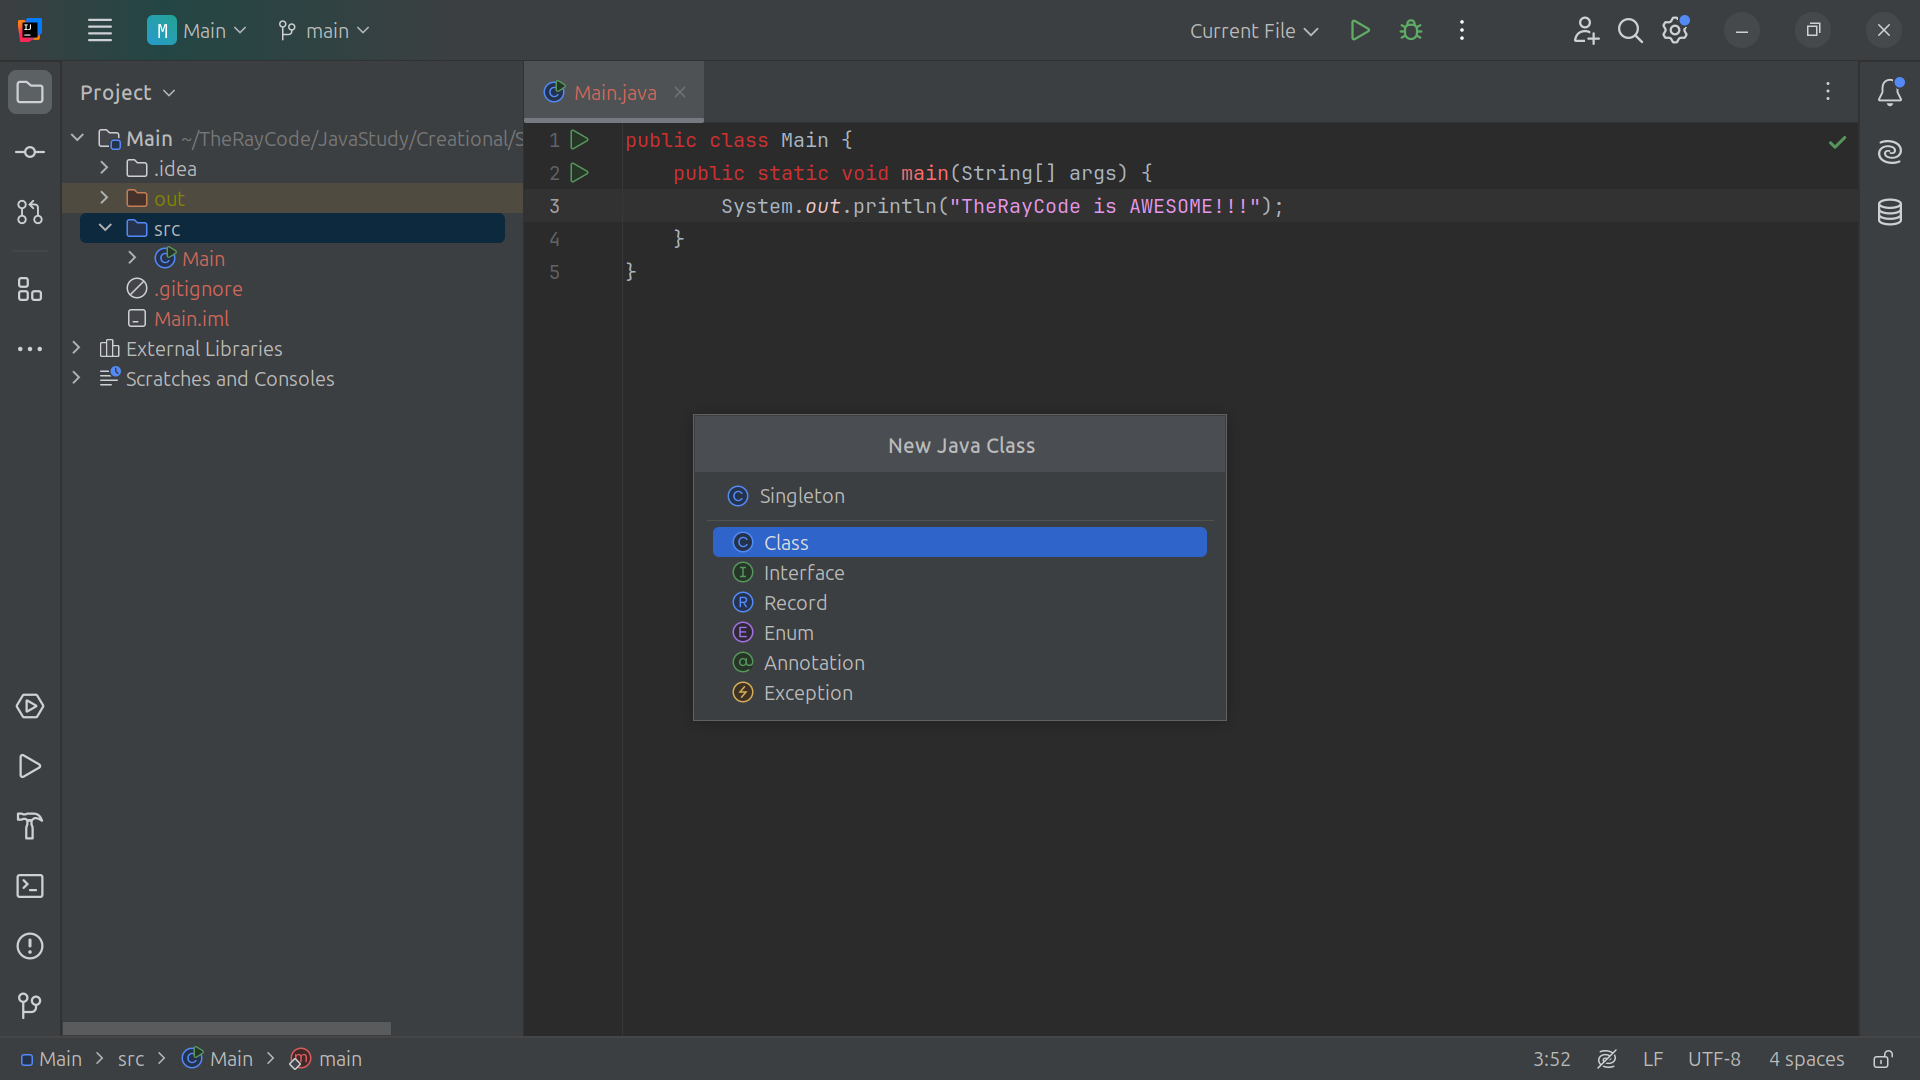 M Main main Current File
Project
Main.java
Main ~/TheRayCode/JavaStudy/Creational/S
.idea
out
src
Main
.gitignore
Main.iml
External Libraries
Scratches and Consoles
1 public class Main {
2 public static void main(String[] args) {
3 System.out.println("TheRayCode is AWESOME!!!");
4 }
5 }
New Java Class
C Singleton
C Class
I Interface
R Record
E Enum
@ Annotation
Exception
Main src Main main 3:52 LF UTF-8 4 spaces